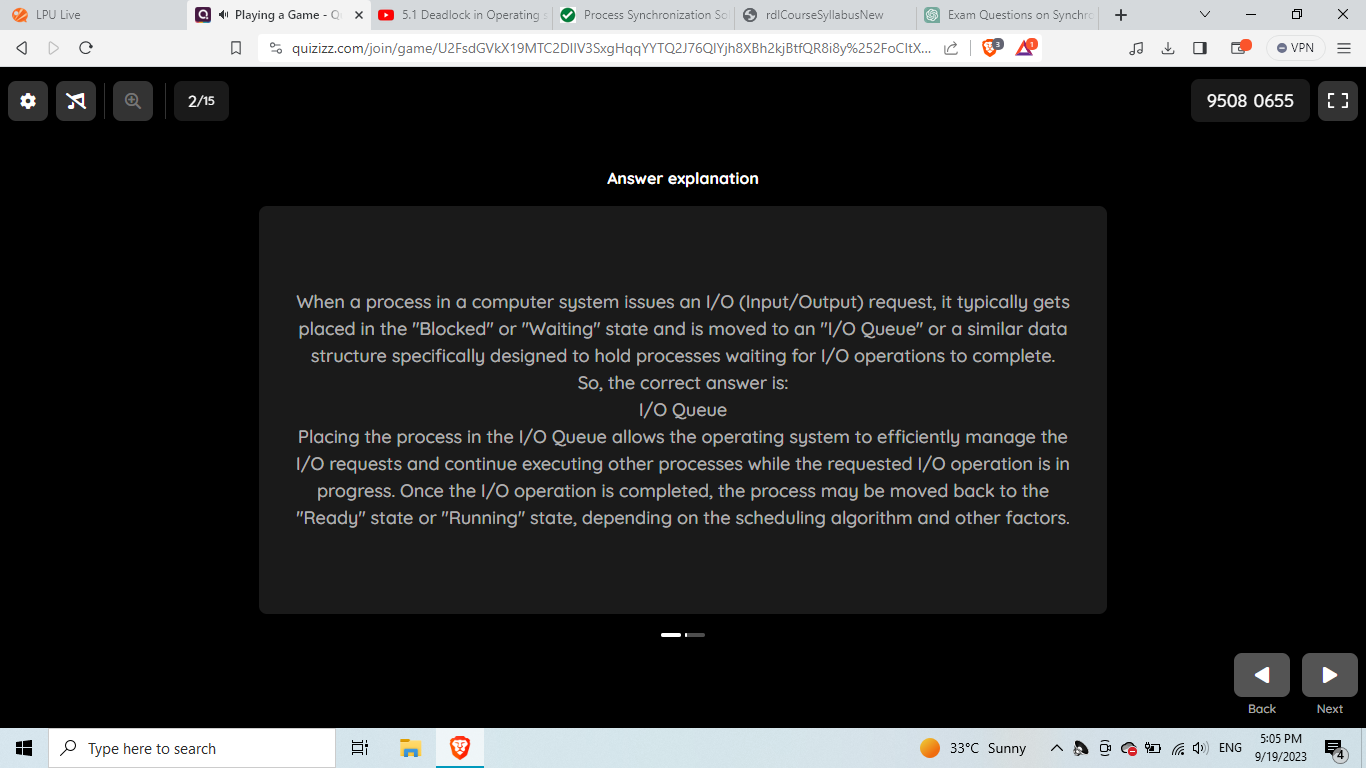 LPU Live
Playing a Game - Q
5.1 Deadlock in Operating s
Process Synchronization So
rdlCourseSyllabusNew
Exam Questions on Synchro
quizizz.com/join/game/U2FsdGVkX19MTC2DIIV3SxgHqqYYTQ2J76QlYjh8XBh2kjBtfQR8i8y%252FoCItX...
3
1
VPN
2/15
9508 0655
Answer explanation
When a process in a computer system issues an I/O (Input/Output) request, it typically gets
placed in the "Blocked" or "Waiting" state and is moved to an "I/O Queue" or a similar data
structure specifically designed to hold processes waiting for I/O operations to complete.
So, the correct answer is:
I/O Queue
Placing the process in the I/O Queue allows the operating system to efficiently manage the
I/O requests and continue executing other processes while the requested I/O operation is in
progress. Once the I/O operation is completed, the process may be moved back to the
"Ready" state or "Running" state, depending on the scheduling algorithm and other factors.
Back
Next
Type here to search
33°C Sunny
ENG
5:05 PM
9/19/2023
4